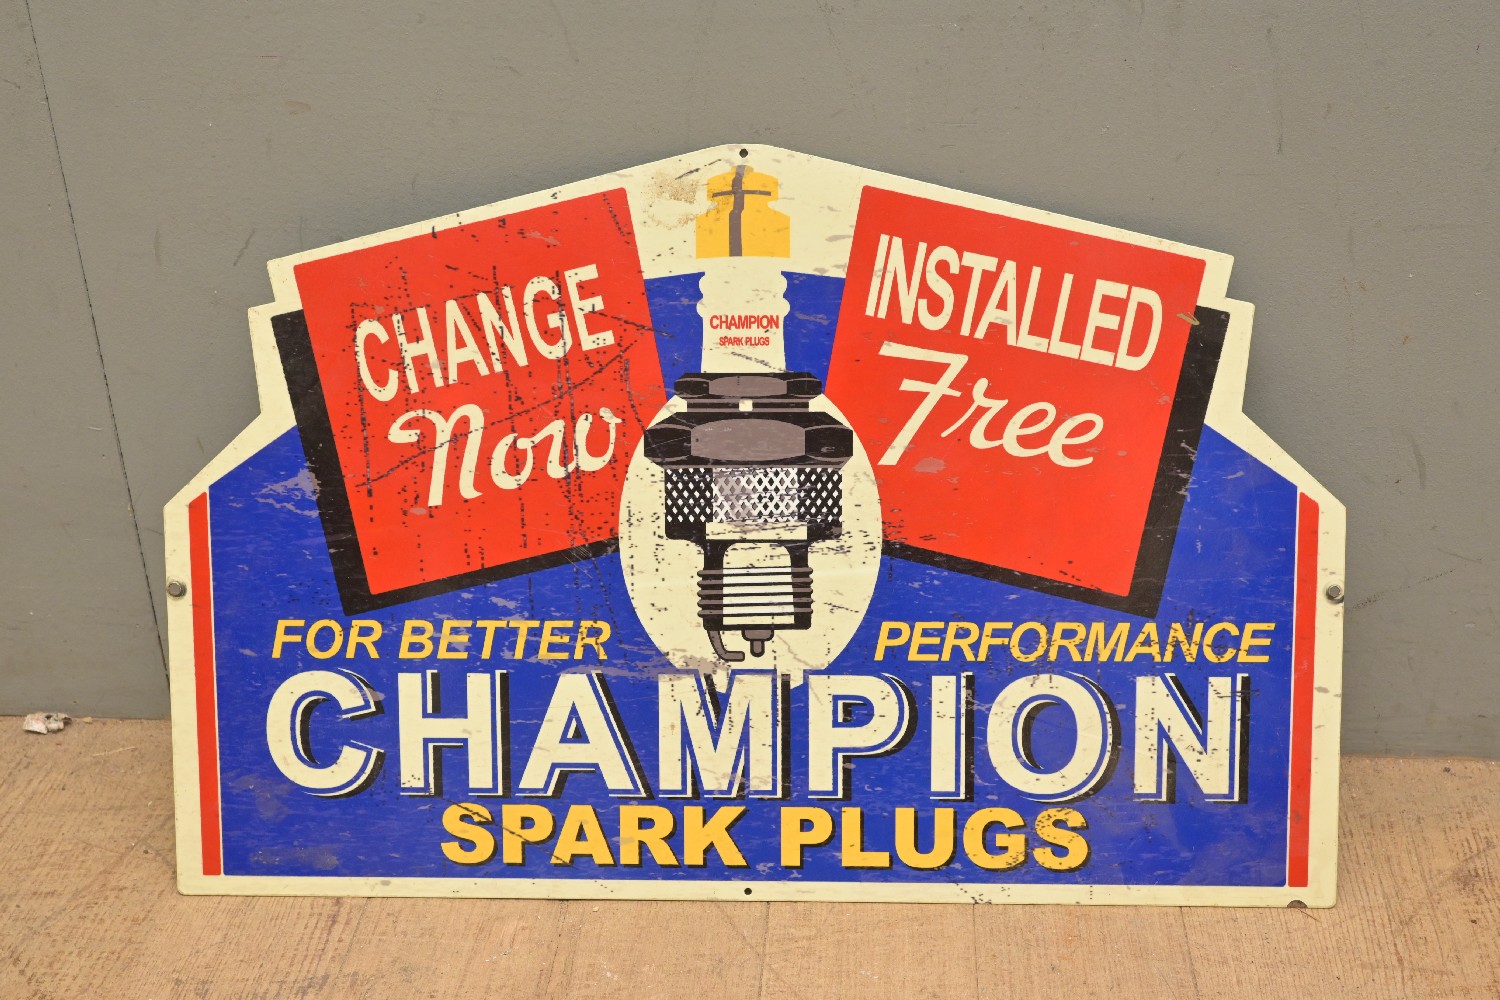 CHANGE
Now
INSTALLED
Free
CHAMPION
SPARK PLUGS
FOR BETTER PERFORMANCE
CHAMPION
SPARK PLUGS